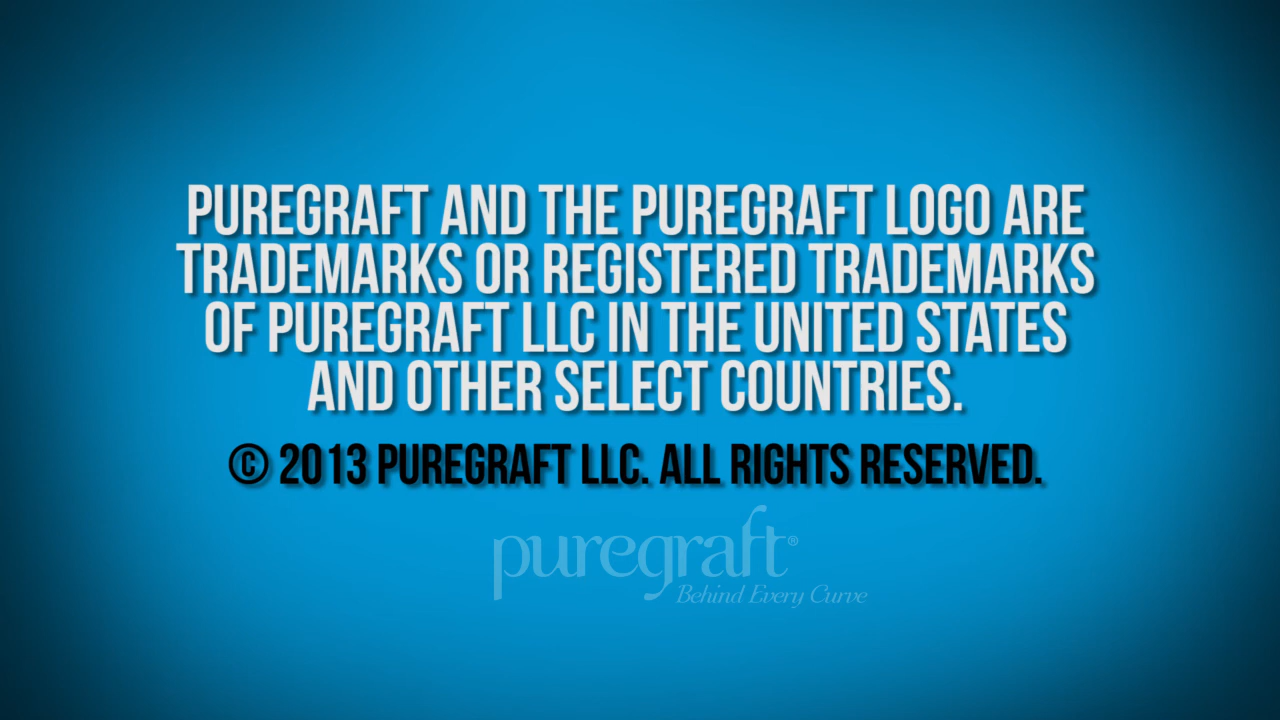 PUREGRAFT AND THE PUREGRAFT LOGO ARE
TRADEMARKS OR REGISTERED TRADEMARKS
OF PUREGRAFT LLC IN THE UNITED STATES
AND OTHER SELECT COUNTRIES.
© 2013 PUREGRAFT LLC. ALL RIGHTS RESERVED.
puregraft®
Behind Every Curve